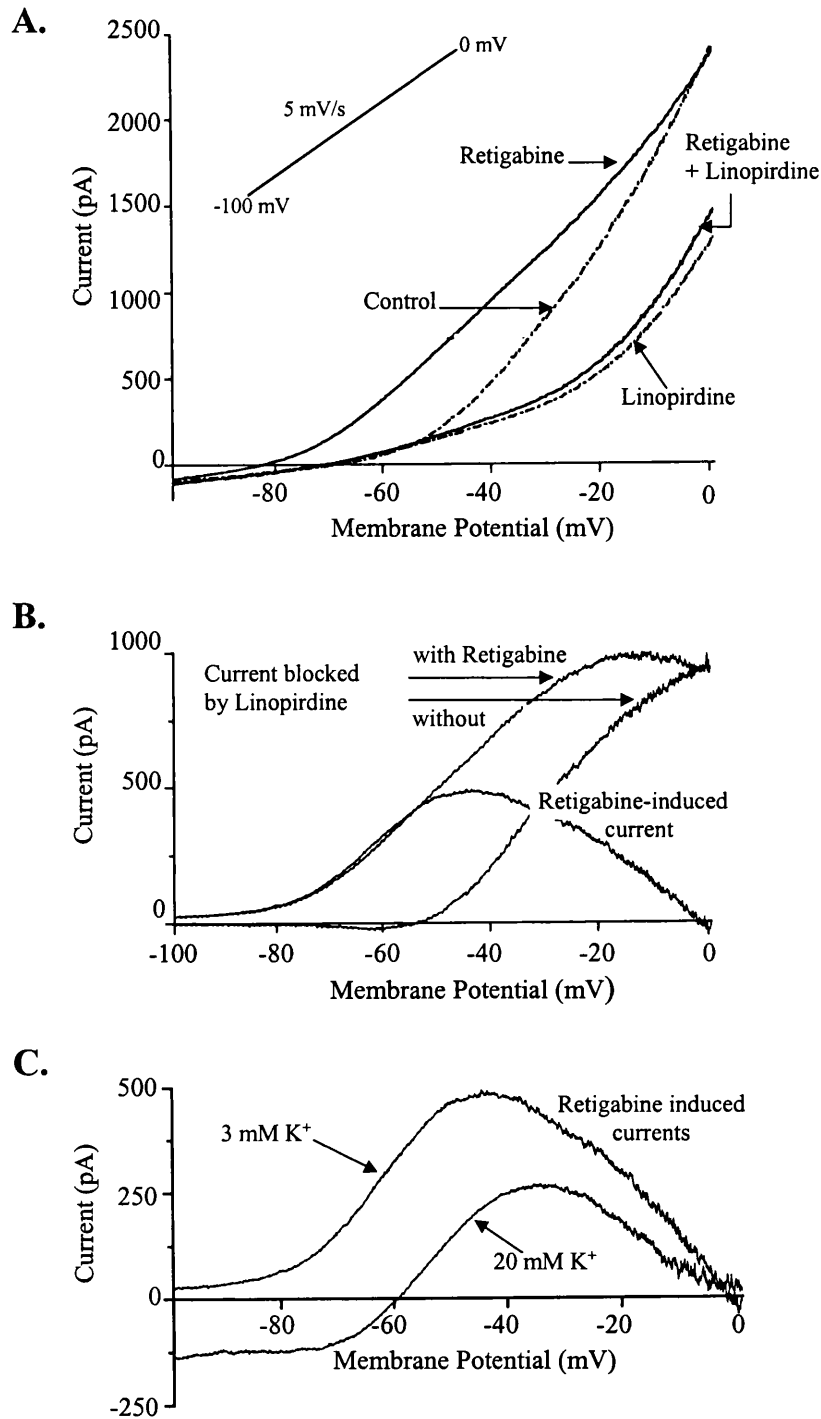 A.
2500
2000
1500
1000
500
0
Current (pA)
0 mV
5 mV/s
-100 mV
Retigabine
Retigabine
+ Linopirdine
Control
Linopirdine
-80
-60
-40
-20
0
Membrane Potential (mV)
B.
1000
500
0
Current (pA)
Current blocked
by Linopirdine
with Retigabine
without
Retigabine-induced
current
-100
-80
-60
-40
-20
0
Membrane Potential (mV)
C.
500
250
0
-250
Current (pA)
3 mM K⁺
Retigabine induced
currents
20 mM K⁺
-80
-60
-40
-20
0
Membrane Potential (mV)